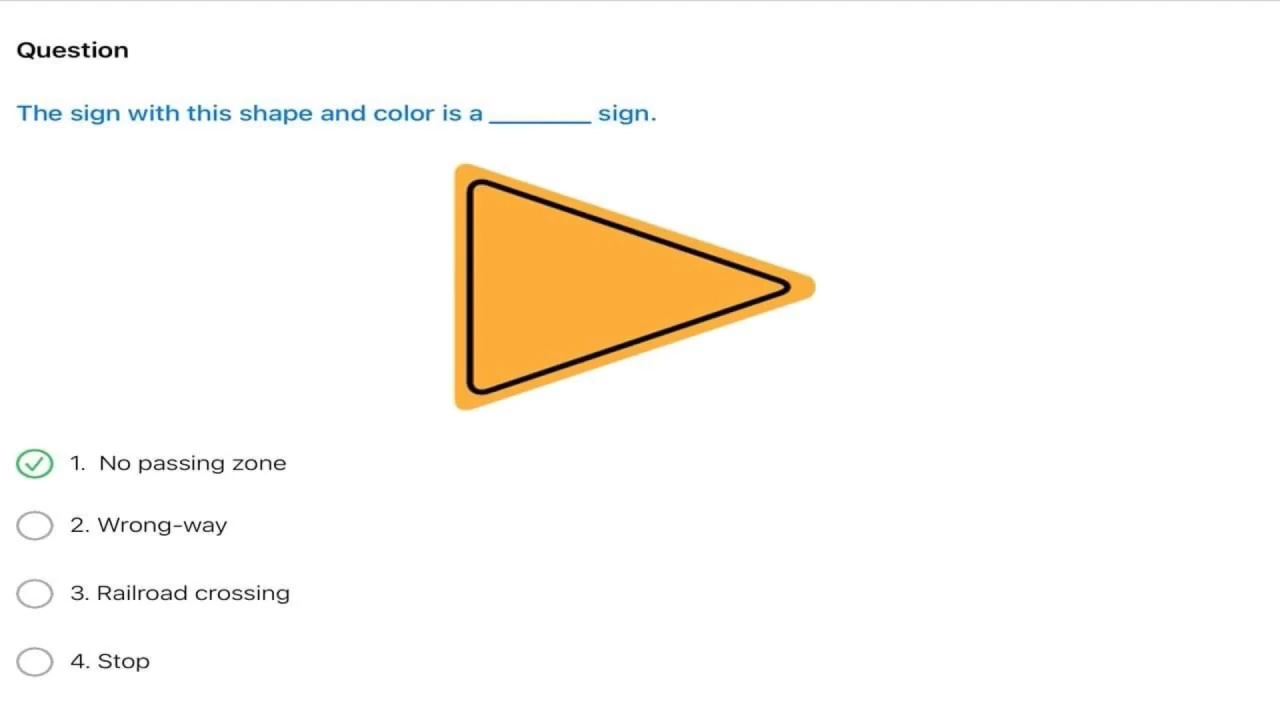 Question
The sign with this shape and color is a ________ sign.
1. No passing zone
2. Wrong-way
3. Railroad crossing
4. Stop